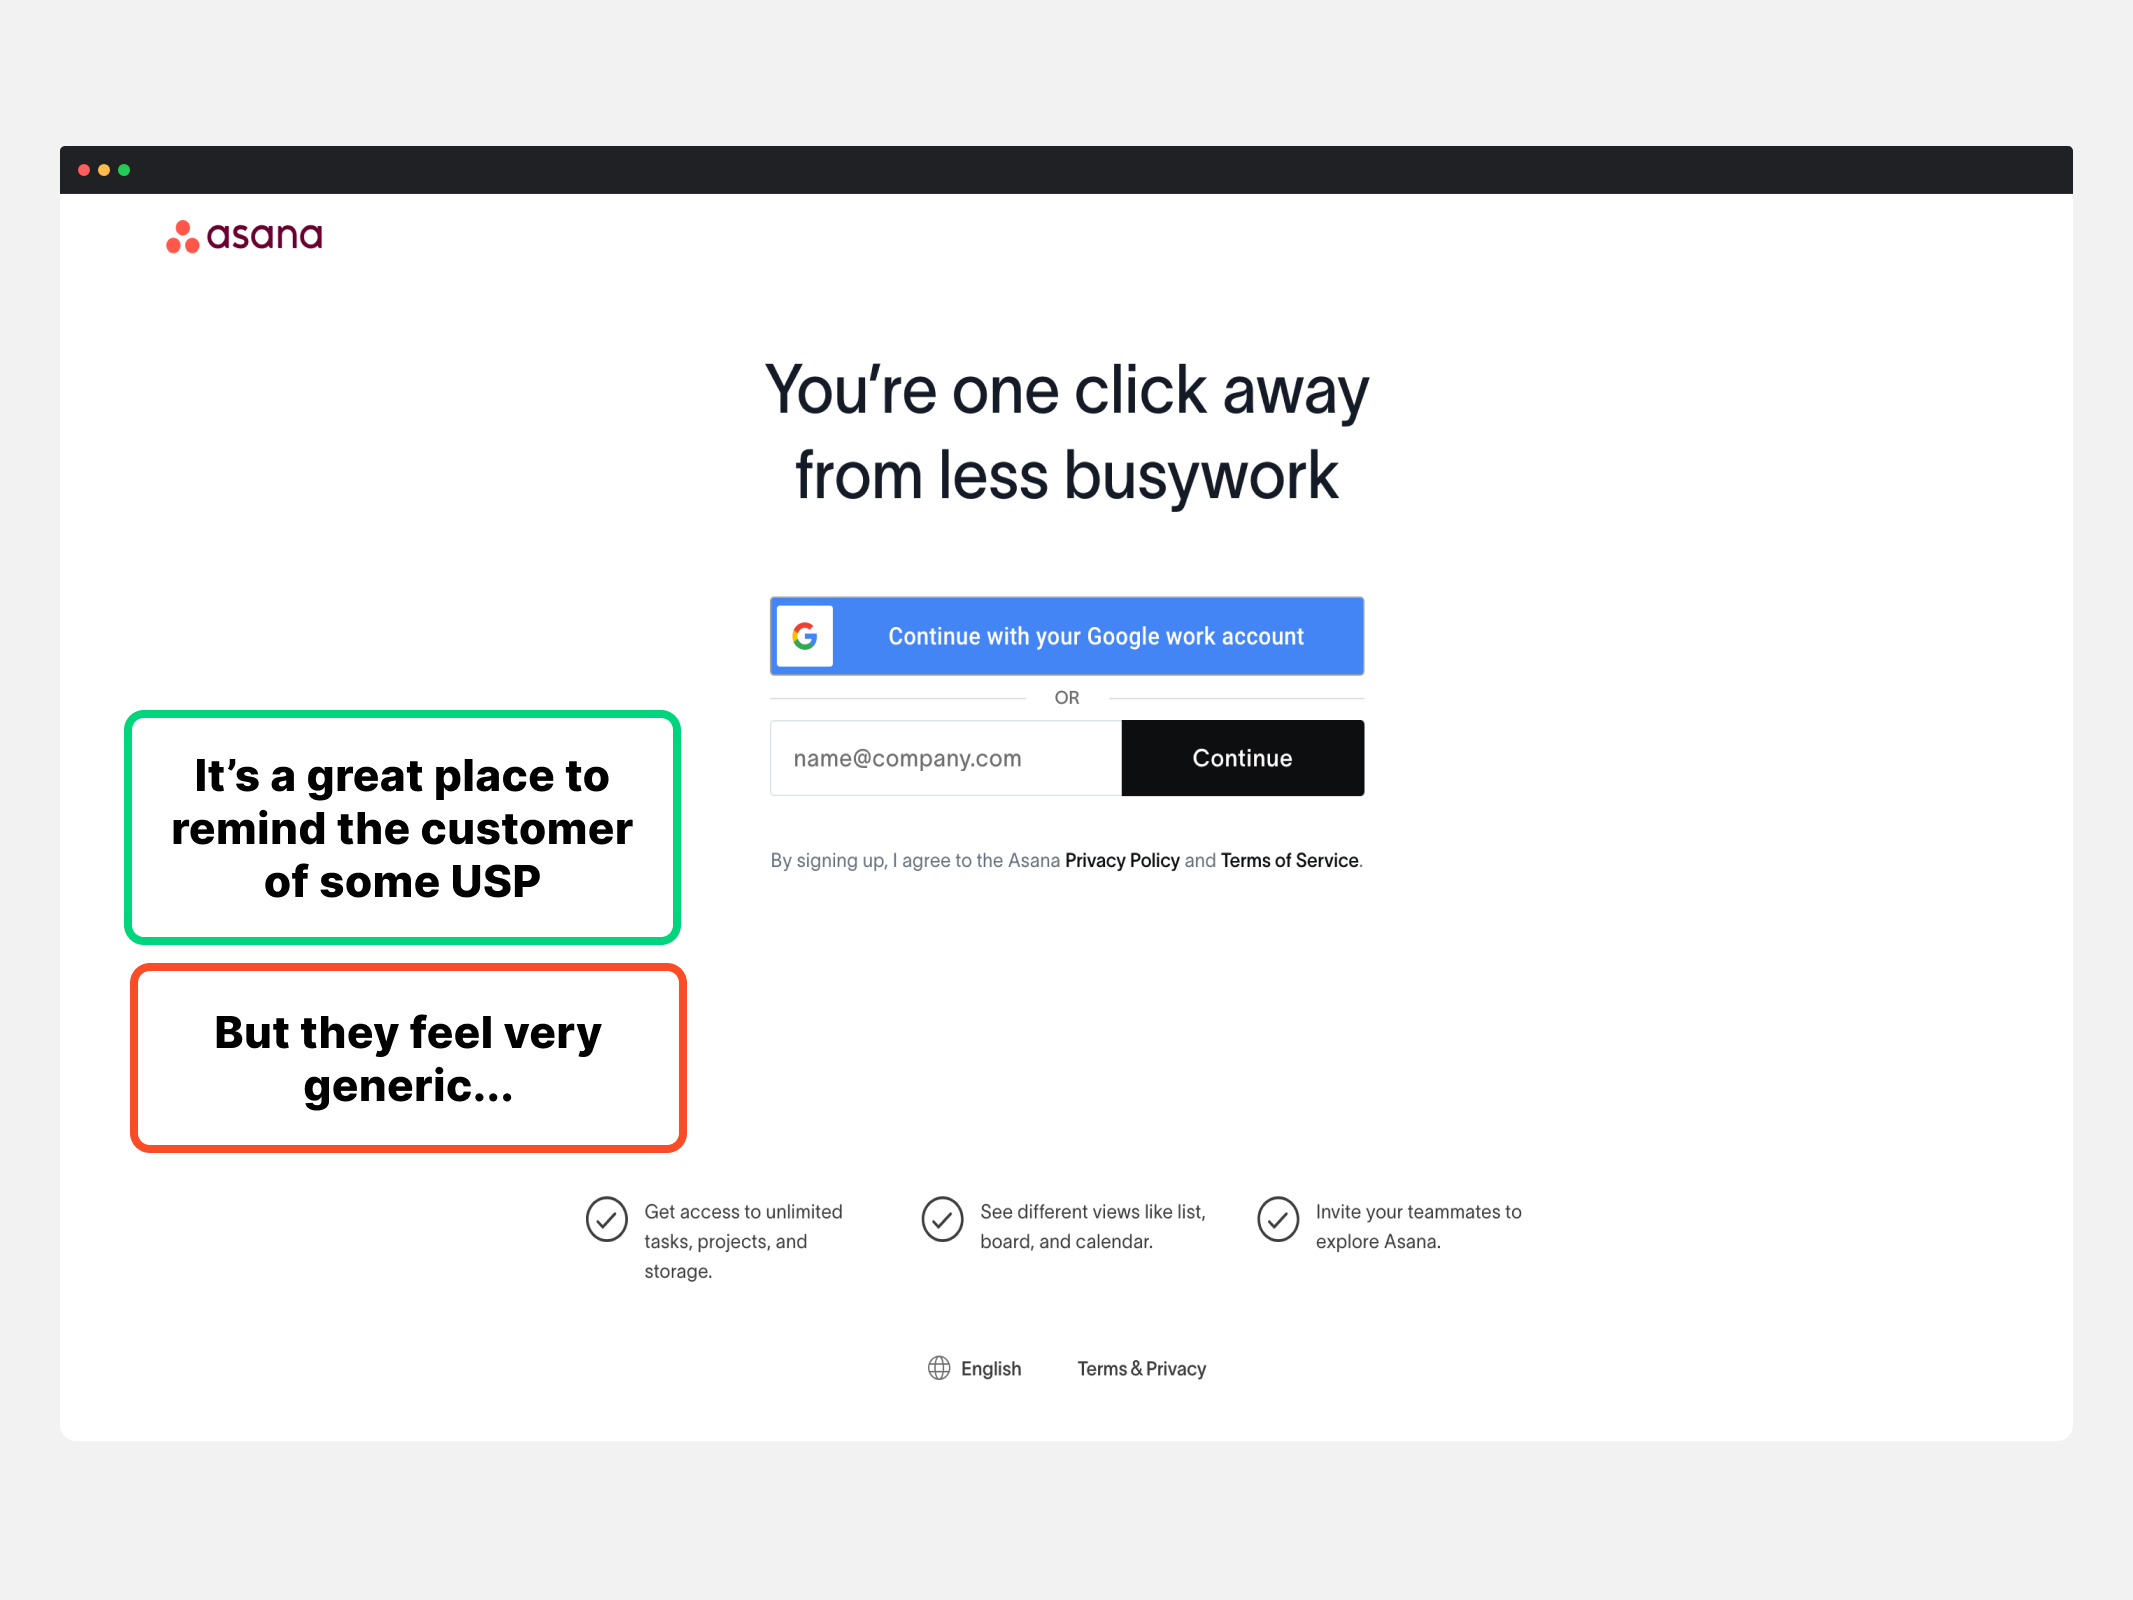 asana
You’re one click away
from less busywork
G
Continue with your Google work account
OR
name@company.com
Continue
By signing up, I agree to the Asana Privacy Policy and Terms of Service.
It’s a great place to
remind the customer
of some USP
But they feel very
generic...
Get access to unlimited
tasks, projects, and
storage.
See different views like list,
board, and calendar.
Invite your teammates to
explore Asana.
English
Terms & Privacy